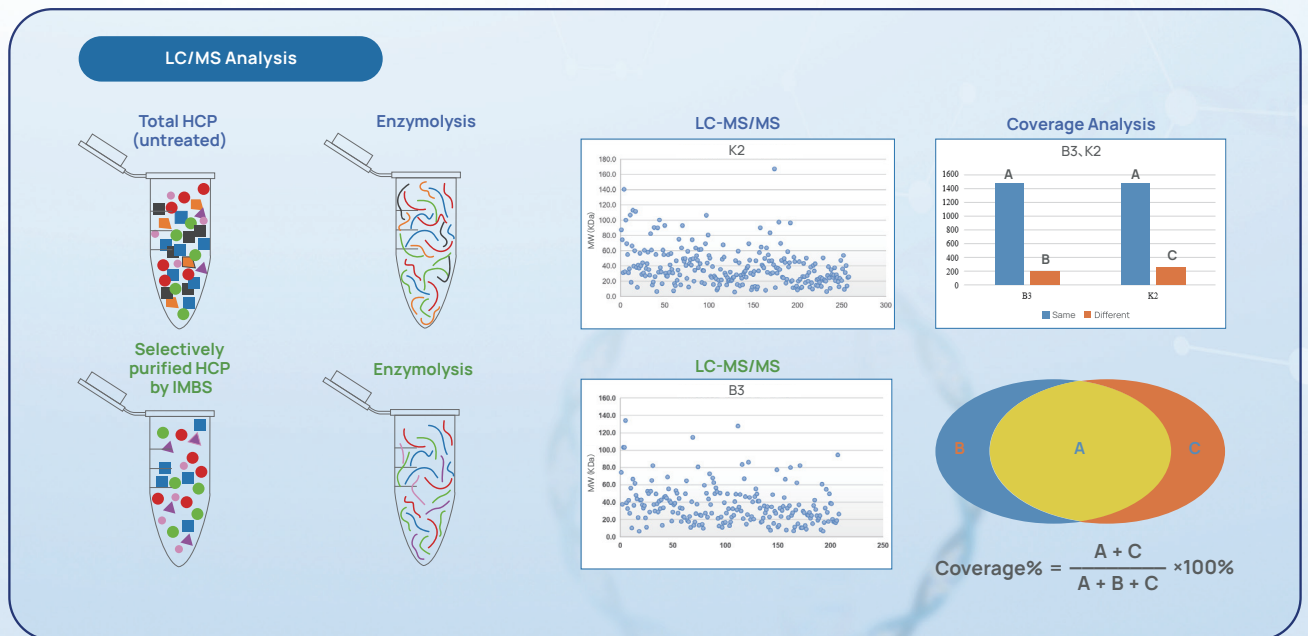 LC/MS Analysis
Total HCP
(untreated)
Enzymolysis
LC-MS/MS
K2
MW (KDa)
180.0
160.0
140.0
120.0
100.0
80.0
60.0
40.0
20.0
0.0
0 50 100 150 200 250 300
Coverage Analysis
B3、K2
1600
1400
1200
1000
800
600
400
200
0
A
B
A
C
B3 K2
Same Different
Selectively
purified HCP
by IMBS
Enzymolysis
LC-MS/MS
B3
MW (KDa)
160.0
140.0
120.0
100.0
80.0
60.0
40.0
20.0
0.0
0 50 100 150 200 250
B A C
Coverage% = A + C ×100%
A + B + C